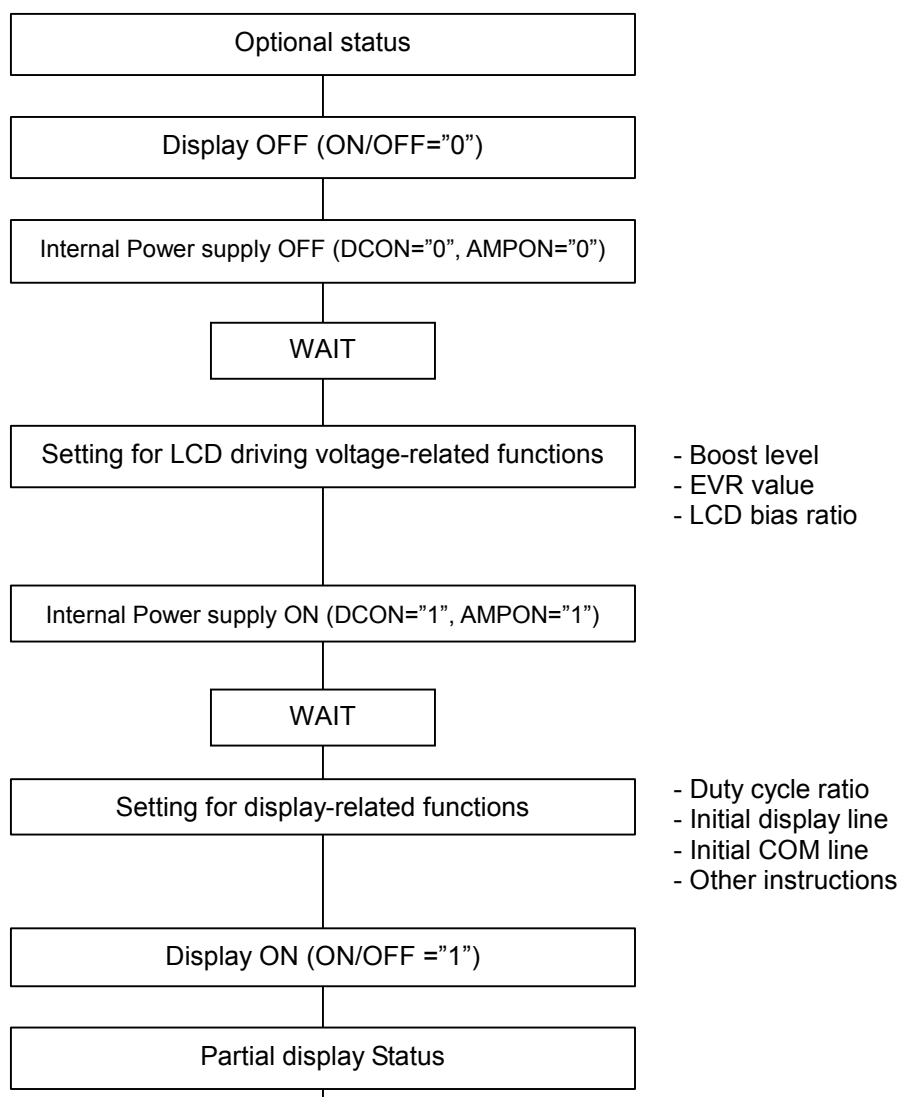 Optional status
Display OFF (ON/OFF=”0”)
Internal Power supply OFF (DCON=”0”, AMPON=”0”)
WAIT
Setting for LCD driving voltage-related functions
- Boost level
- EVR value
- LCD bias ratio
Internal Power supply ON (DCON=”1”, AMPON=”1”)
WAIT
Setting for display-related functions
- Duty cycle ratio
- Initial display line
- Initial COM line
- Other instructions
Display ON (ON/OFF =”1”)
Partial display Status